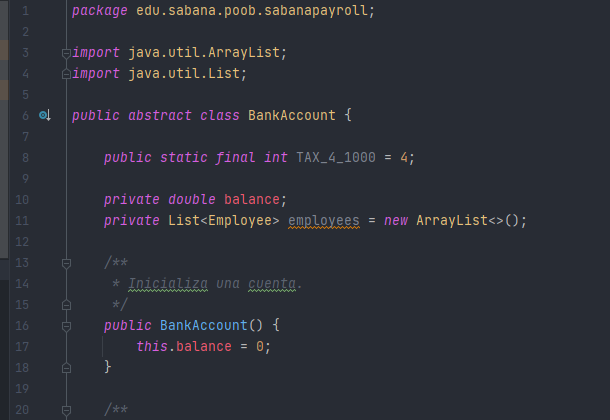 1 package edu.sabana.poob.sabanapayroll;
2
3 import java.util.ArrayList;
4 import java.util.List;
5
6 public abstract class BankAccount {
7
8 public static final int TAX_4_1000 = 4;
9
10 private double balance;
11 private List<Employee> employees = new ArrayList<>();
12
13 /**
14 * Inicializa una cuenta.
15 */
16 public BankAccount() {
17 this.balance = 0;
18 }
19
20 /**